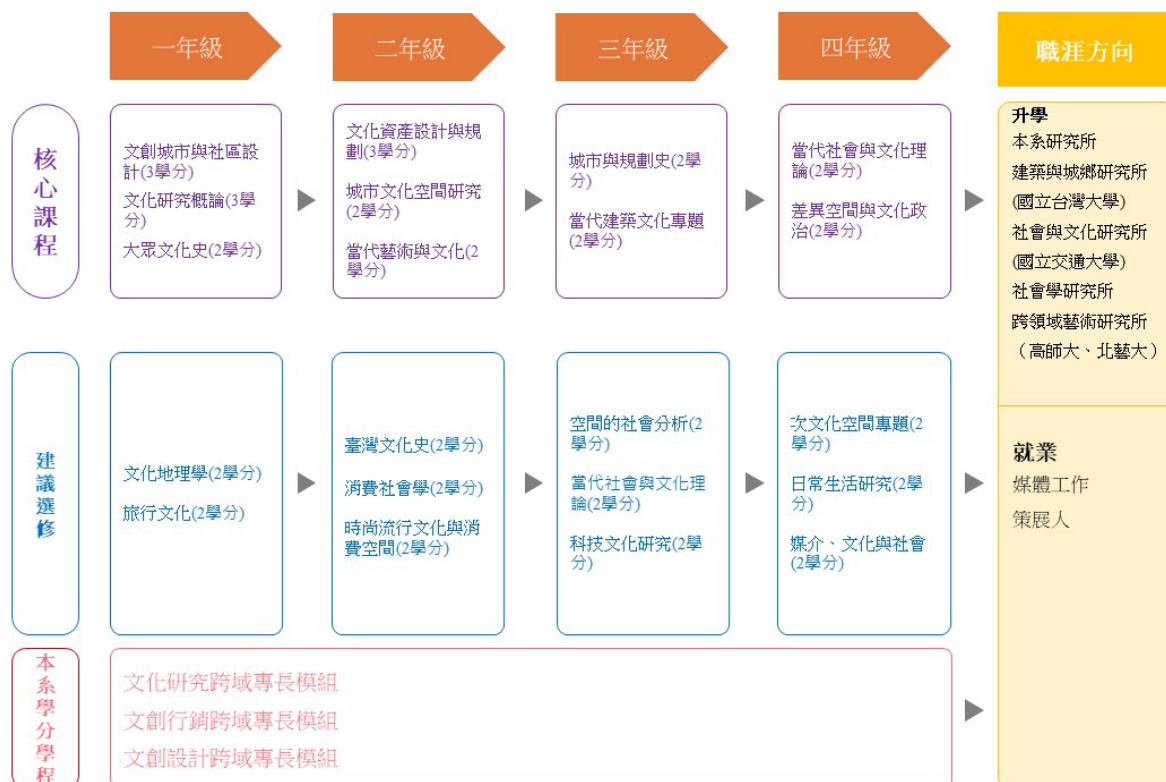 一年級
二年級
三年級
四年級
職涯方向
核心課程
文創城市與社區設
計(3學分)
文化研究概論(3學
分)
大眾文化史(2學分)
文化資產設計與規
劃(3學分)
城市文化空間研究
(2學分)
當代藝術與文化(2
學分)
城市與規劃史(2學
分)
當代建築文化專題
(2學分)
當代社會與文化理
論(2學分)
差異空間與文化政
治(2學分)
升學
本系研究所
建築與城鄉研究所
(國立台灣大學)
社會與文化研究所
(國立交通大學)
社會學研究所
跨領域藝術研究所
（高師大、北藝大）
建議選修
文化地理學(2學分)
旅行文化(2學分)
臺灣文化史(2學分)
消費社會學(2學分)
時尚流行文化與消
費空間(2學分)
空間的社會分析(2
學分)
當代社會與文化理
論(2學分)
科技文化研究(2學
分)
次文化空間專題(2
學分)
日常生活研究(2學
分)
媒介、文化與社會
(2學分)
就業
媒體工作
策展人
本系學分學程
文化研究跨域專長模組
文創行銷跨域專長模組
文創設計跨域專長模組